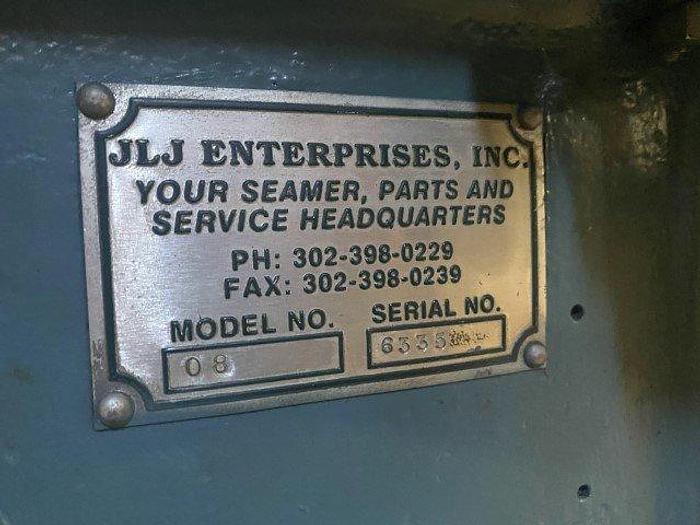 JLJ ENTERPRISES, INC.
YOUR SEAMER, PARTS AND
SERVICE HEADQUARTERS
PH: 302-398-0229
FAX: 302-398-0239
MODEL NO. SERIAL NO.
08 6335